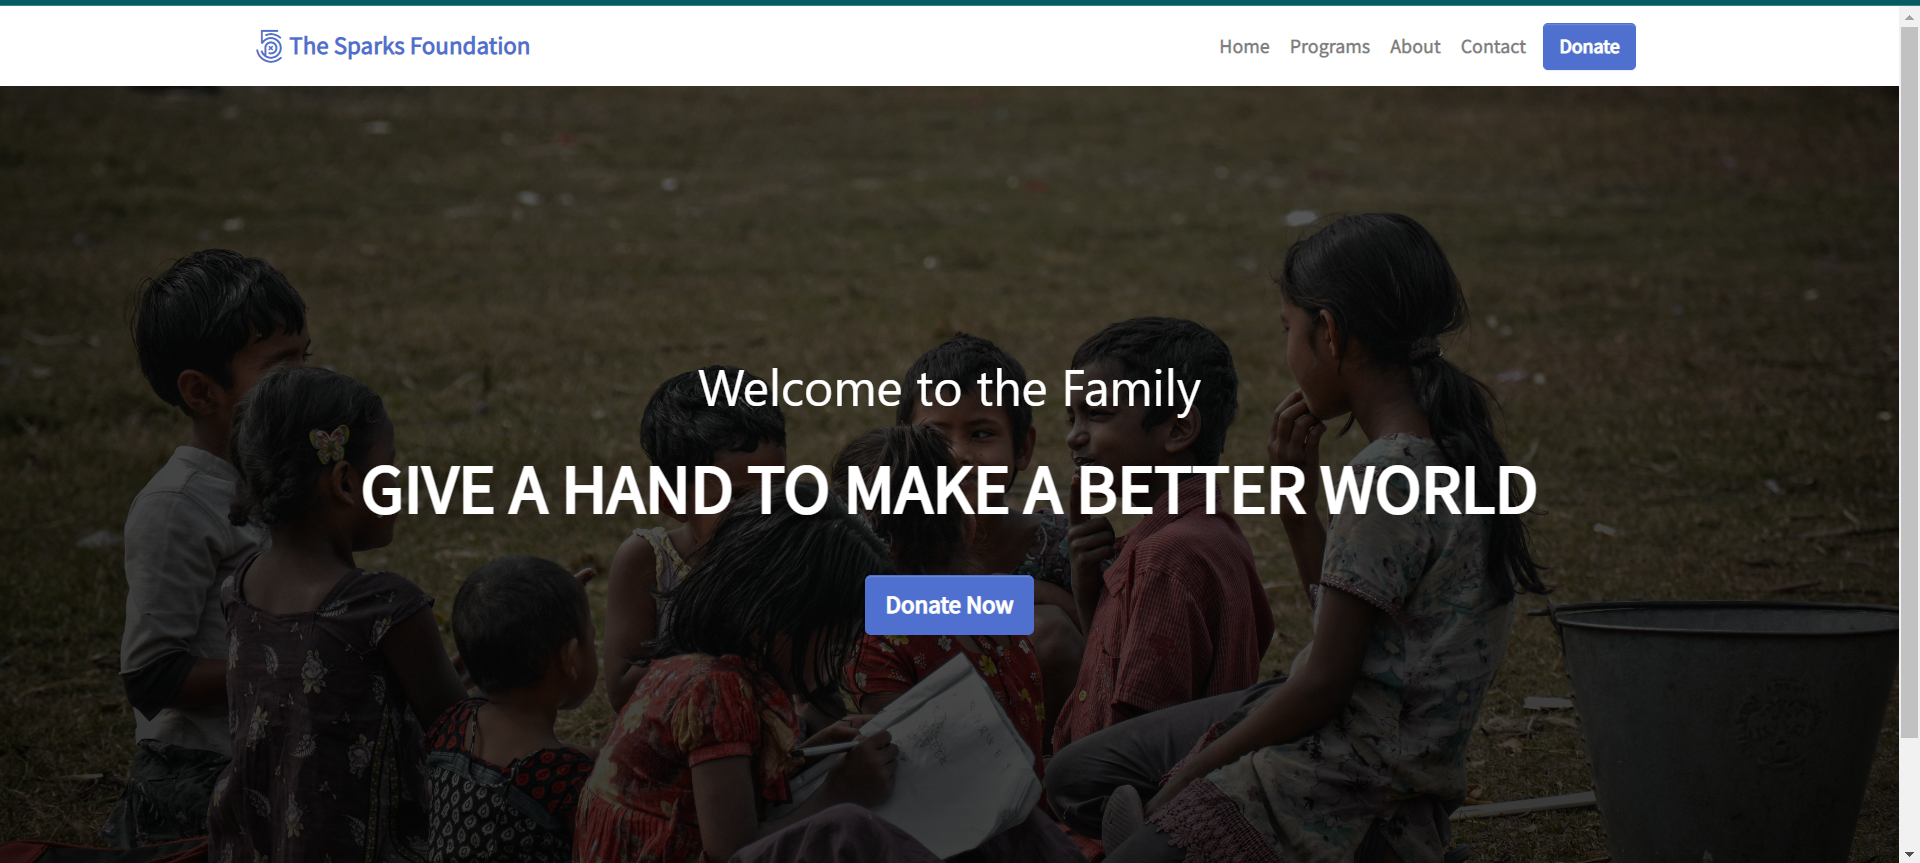 The Sparks Foundation
Home Programs About Contact Donate
Welcome to the Family
GIVE A HAND TO MAKE A BETTER WORLD
Donate Now